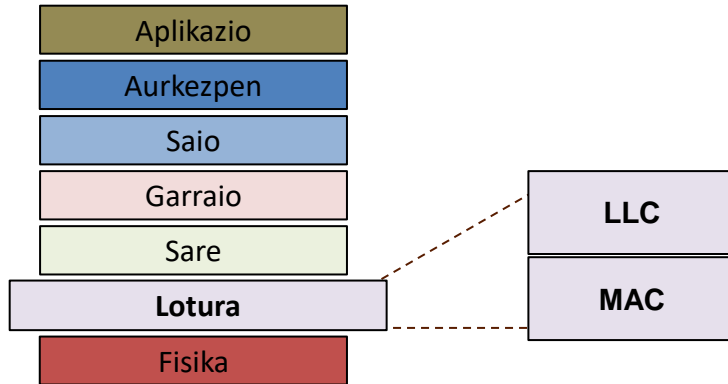 Aplikazio
Aurkezpen
Saio
Garraio
Sare
Lotura
Fisika
LLC
MAC